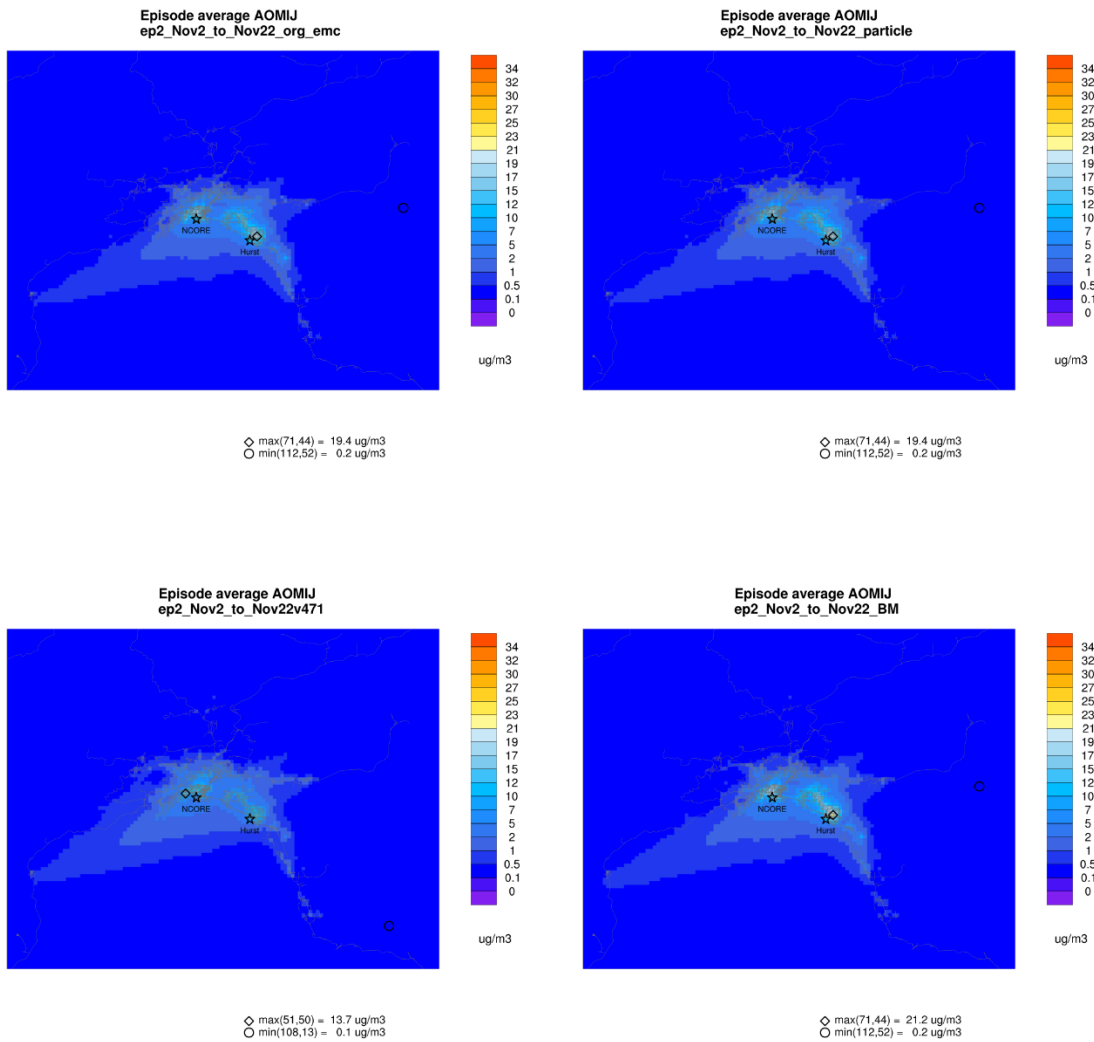 Episode average AOMIJ
ep2_Nov2_to_Nov22_org_emc
34
32
30
27
25
23
21
19
17
15
12
10
7
5
2
1
0.5
0.1
0
ug/m3
NCORE
Hurst
max(71,44) = 19.4 ug/m3
min(112,52) = 0.2 ug/m3
Episode average AOMIJ
ep2_Nov2_to_Nov22_particle
34
32
30
27
25
23
21
19
17
15
12
10
7
5
2
1
0.5
0.1
0
ug/m3
NCORE
Hurst
max(71,44) = 19.4 ug/m3
min(112,52) = 0.2 ug/m3
Episode average AOMIJ
ep2_Nov2_to_Nov22v471
34
32
30
27
25
23
21
19
17
15
12
10
7
5
2
1
0.5
0.1
0
ug/m3
NCORE
Hurst
max(51,50) = 13.7 ug/m3
min(108,13) = 0.1 ug/m3
Episode average AOMIJ
ep2_Nov2_to_Nov22_BM
34
32
30
27
25
23
21
19
17
15
12
10
7
5
2
1
0.5
0.1
0
ug/m3
NCORE
Hurst
max(71,44) = 21.2 ug/m3
min(112,52) = 0.2 ug/m3